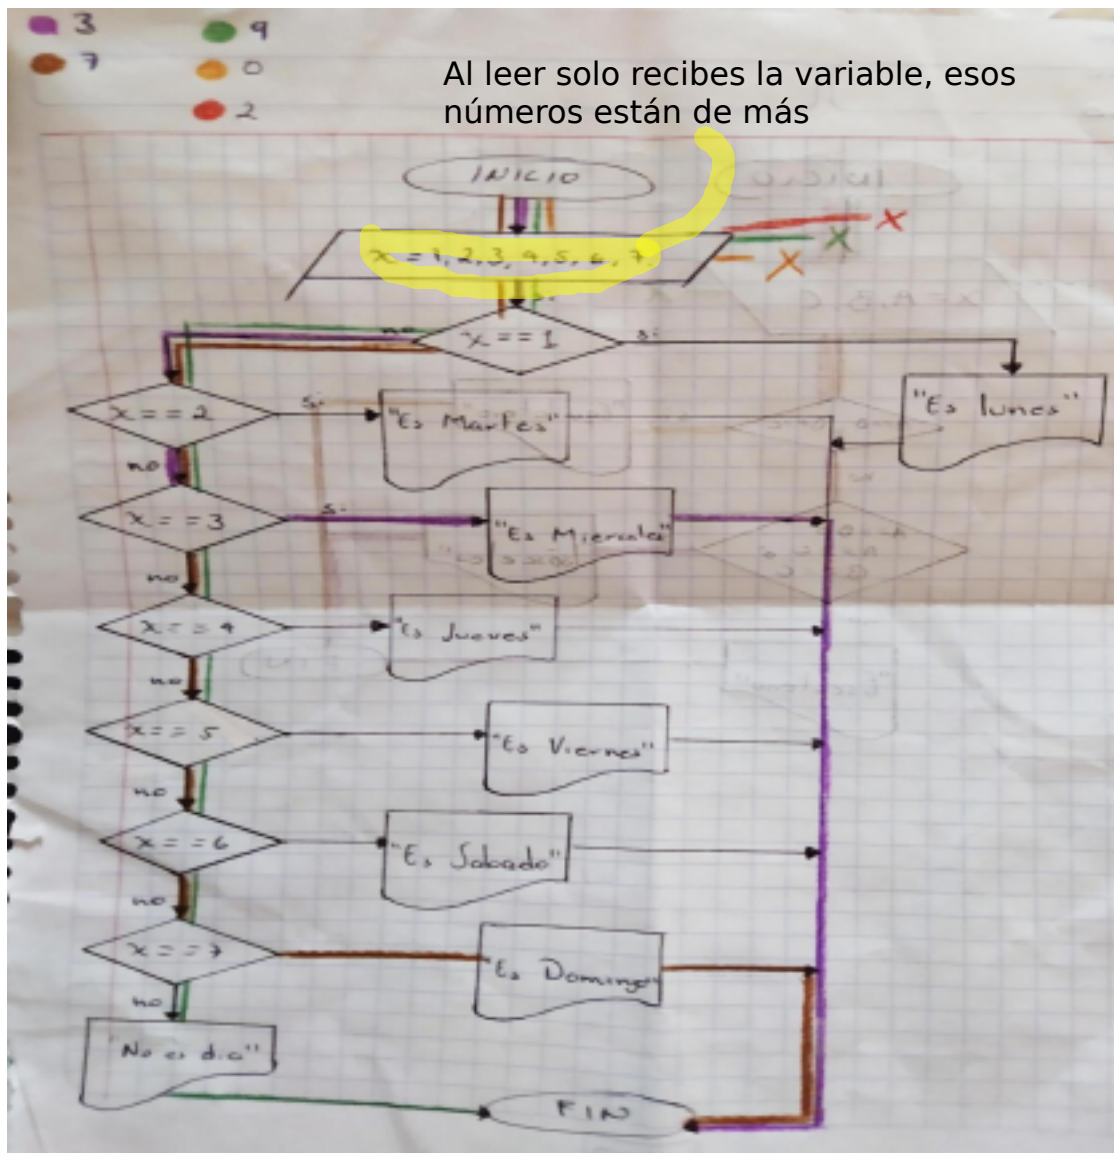 3
9
7
0
2
Al leer solo recibes la variable, esos
números están de más
INICIO
x = 1, 2, 3, 4, 5, 6, 7.
X
X
X
si
no
x == 1
si
x == 2
si
"Es Martes"
"Es lunes"
no
x == 3
si
"Es Miercoles"
no
x == 4
"Es Jueves"
no
x == 5
"Es Viernes"
no
x == 6
"Es Sabado"
no
x == 7
"Es Domingo"
no
"No es dia"
FIN